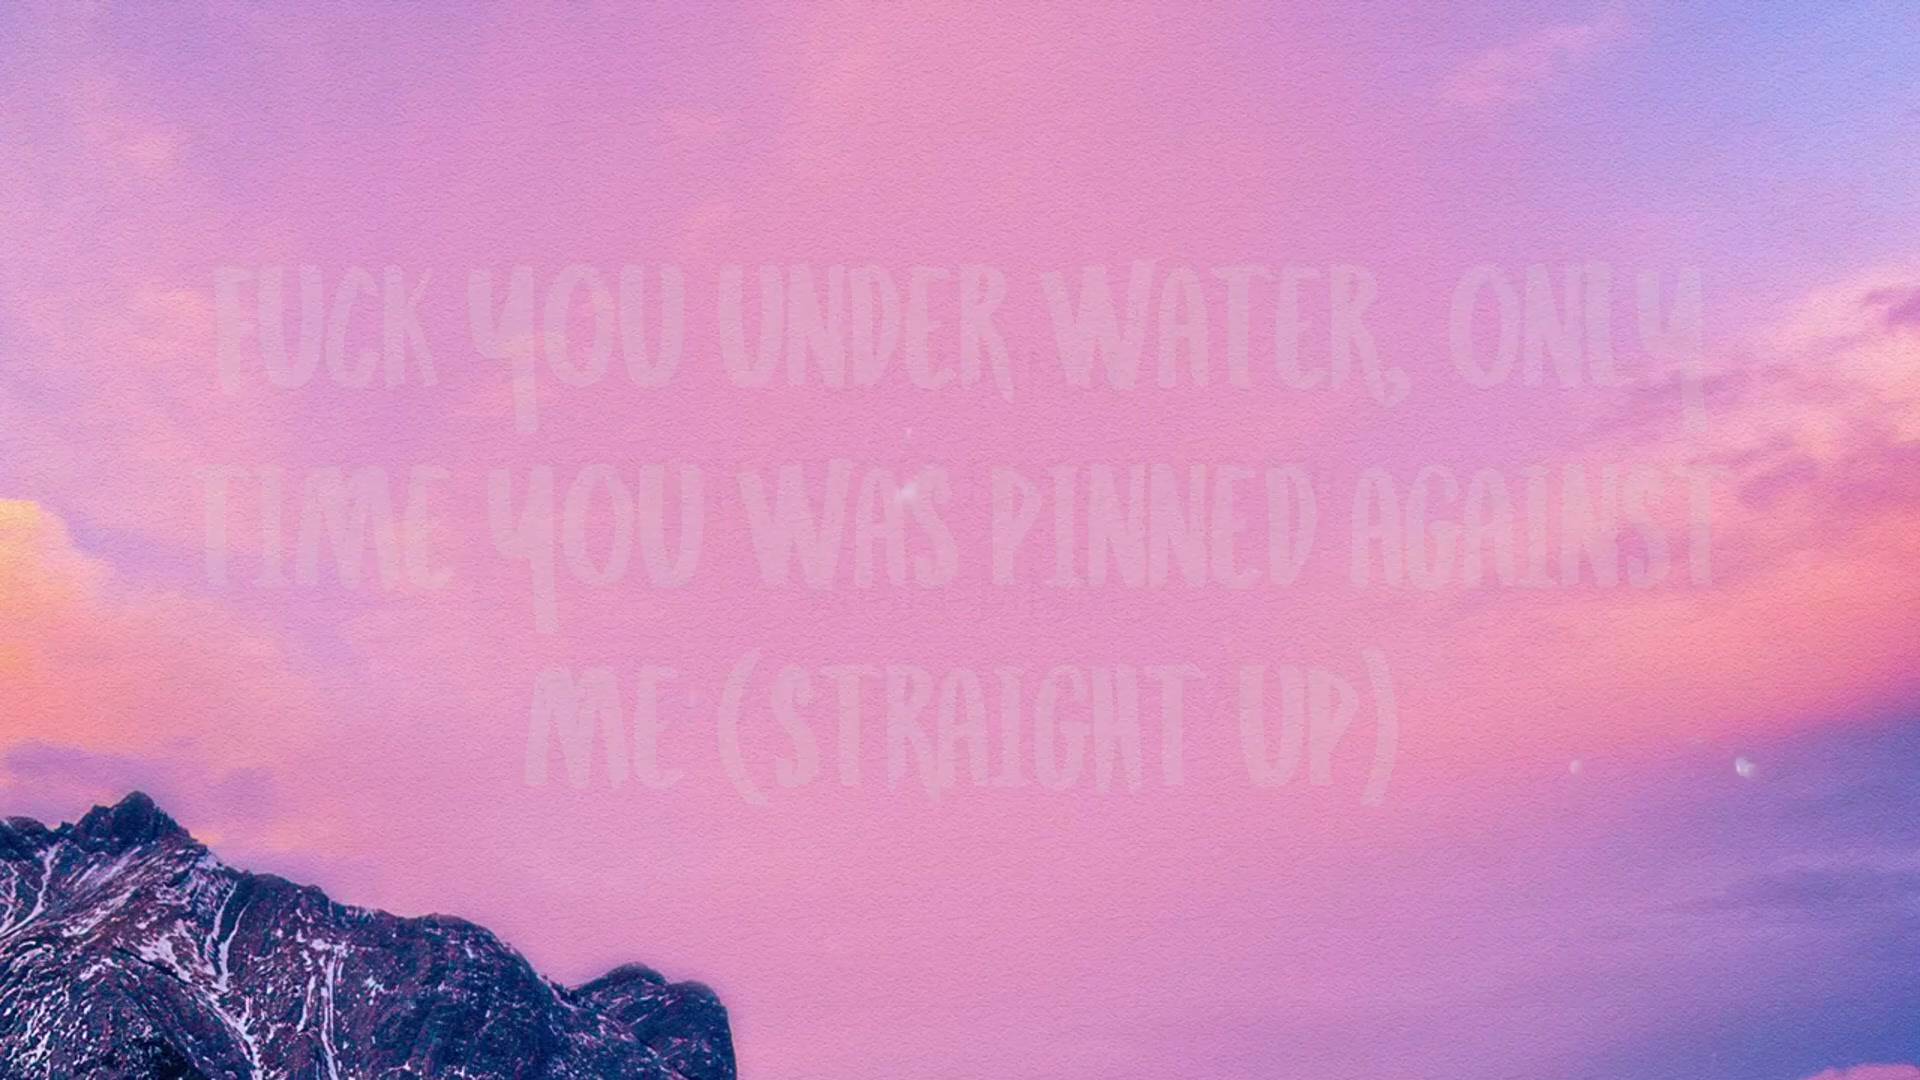 FUCK YOU UNDER WATER, ONLY
TIME YOU WAS PINNED AGAINST
ME (STRAIGHT UP)